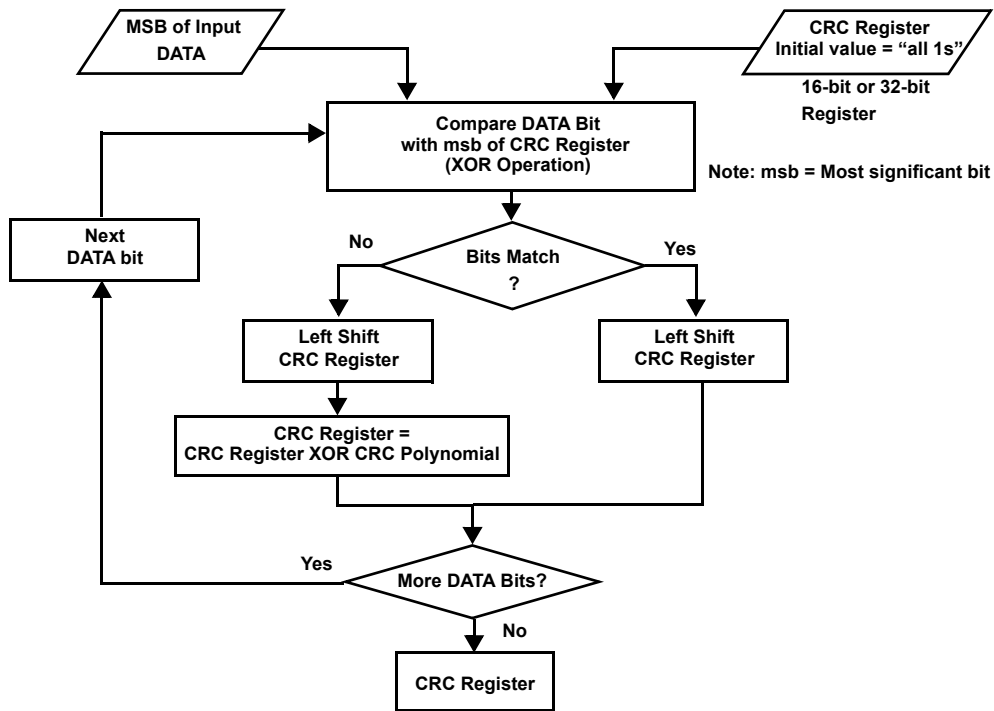 MSB of Input
DATA
CRC Register
Initial value = “all 1s”
16-bit or 32-bit
Register
Compare DATA Bit
with msb of CRC Register
(XOR Operation)
Note: msb = Most significant bit
Next
DATA bit
No
Bits Match
?
Yes
Left Shift
CRC Register
Left Shift
CRC Register
CRC Register =
CRC Register XOR CRC Polynomial
Yes
More DATA Bits?
No
CRC Register